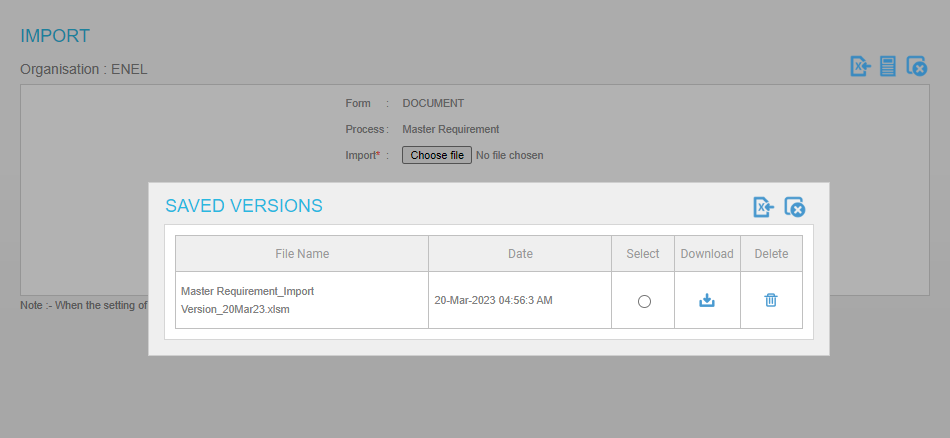 IMPORT
Organisation : ENEL
Form : DOCUMENT
Process : Master Requirement
Import* : Choose file No file chosen
SAVED VERSIONS
File Name Date Select Download Delete
Master Requirement_Import
Version_20Mar23.xlsm
20-Mar-2023 04:56:3 AM
Note :- When the setting of